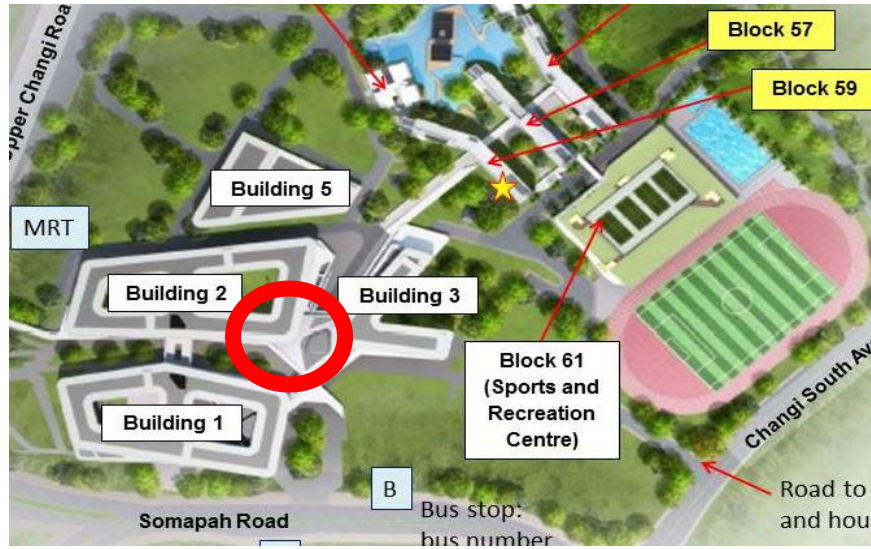 Upper Changi Roa
Block 57
Block 59
Building 5
MRT
Building 2
Building 3
Block 61
(Sports and
Recreation
Centre)
Building 1
Changi South Av
B
Bus stop:
bus number
Road to
and hou
Somapah Road